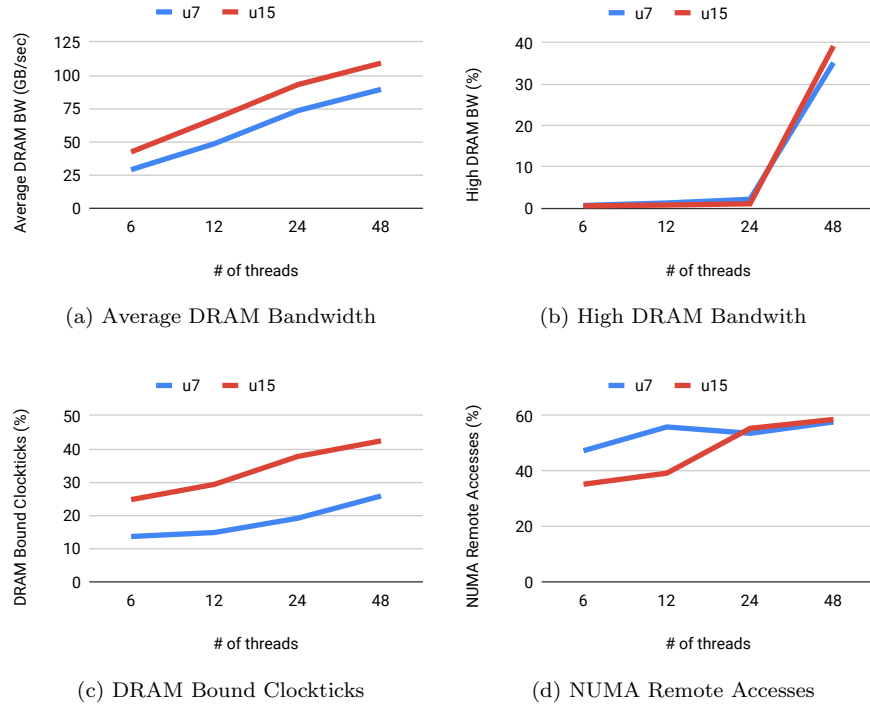 u7 u15
Average DRAM BW (GB/sec)
125
100
75
50
25
0
6 12 24 48
# of threads
(a) Average DRAM Bandwidth
u7 u15
High DRAM BW (%)
40
30
20
10
0
6 12 24 48
# of threads
(b) High DRAM Bandwith
u7 u15
DRAM Bound Clockticks (%)
50
40
30
20
10
0
6 12 24 48
# of threads
(c) DRAM Bound Clockticks
u7 u15
NUMA Remote Accesses (%)
60
40
20
0
6 12 24 48
# of threads
(d) NUMA Remote Accesses